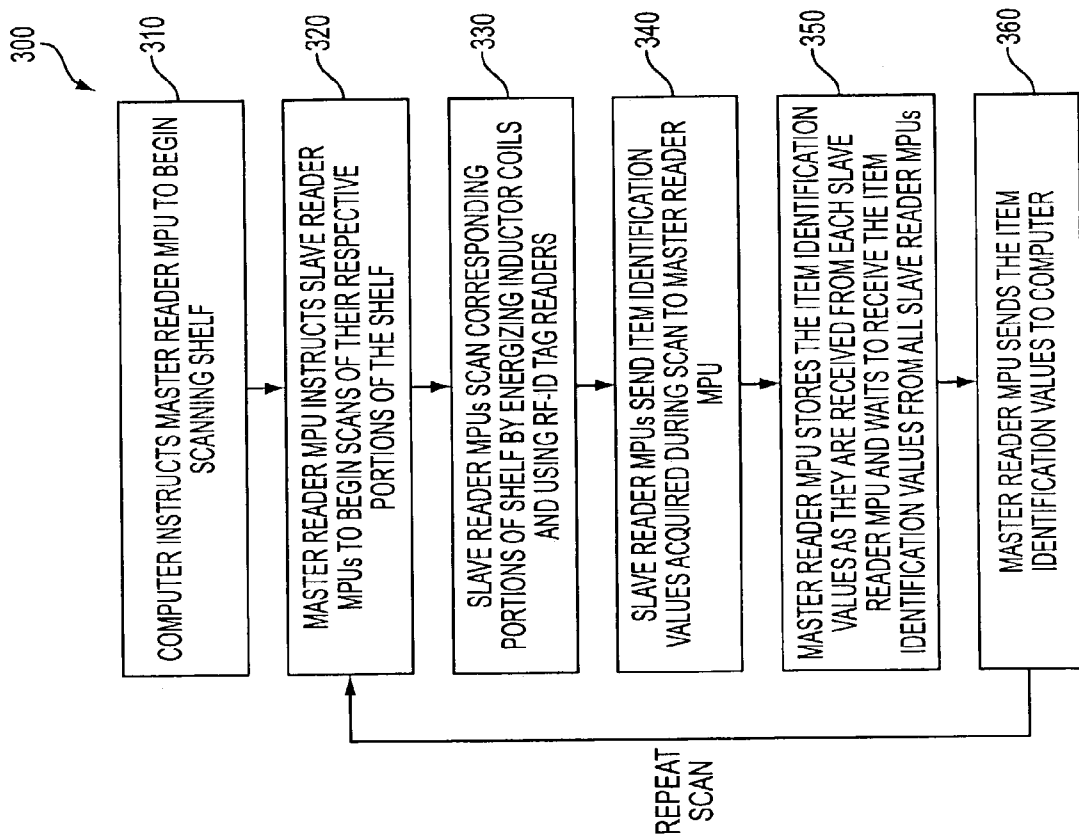 300
COMPUTER INSTRUCTS MASTER READER MPU TO BEGIN
SCANNING SHELF
310
MASTER READER MPU INSTRUCTS SLAVE READER
MPUs TO BEGIN SCANS OF THEIR RESPECTIVE
PORTIONS OF THE SHELF
320
SLAVE READER MPUs SCAN CORRESPONDING
PORTIONS OF SHELF BY ENERGIZING INDUCTOR COILS
AND USING RF-ID TAG READERS
330
SLAVE READER MPUs SEND ITEM IDENTIFICATION
VALUES ACQUIRED DURING SCAN TO MASTER READER
MPU
340
MASTER READER MPU STORES THE ITEM IDENTIFICATION
VALUES AS THEY ARE RECEIVED FROM EACH SLAVE
READER MPU AND WAITS TO RECEIVE THE ITEM
IDENTIFICATION VALUES FROM ALL SLAVE READER MPUs
350
MASTER READER MPU SENDS THE ITEM
IDENTIFICATION VALUES TO COMPUTER
360
REPEAT
SCAN